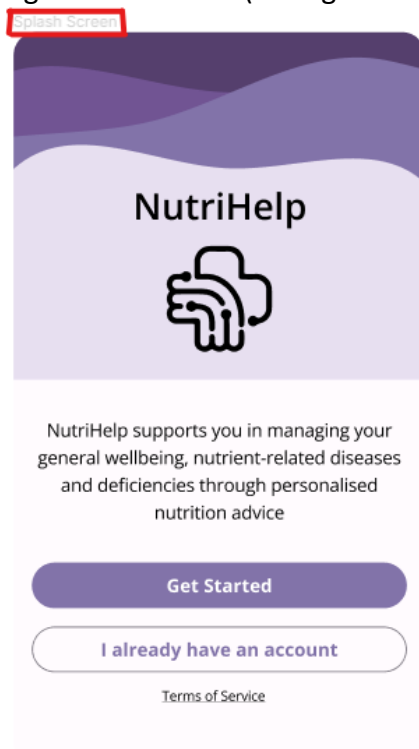 Splash Screen
NutriHelp
NutriHelp supports you in managing your
general wellbeing, nutrient-related diseases
and deficiencies through personalised
nutrition advice
Get Started
I already have an account
Terms of Service